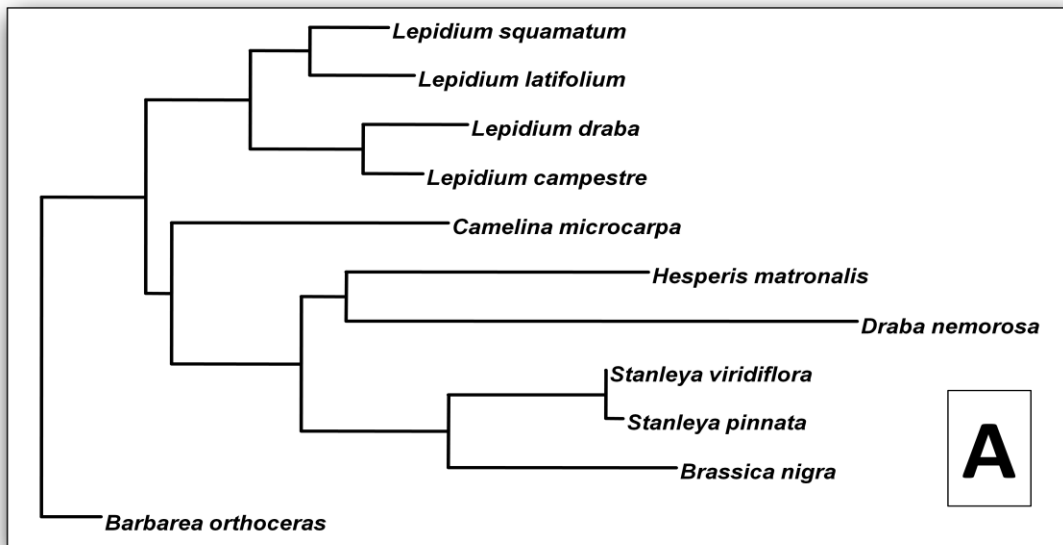 Lepidium squamatum
Lepidium latifolium
Lepidium draba
Lepidium campestre
Camelina microcarpa
Hesperis matronalis
Draba nemorosa
Stanleya viridiflora
Stanleya pinnata
Brassica nigra
Barbarea orthoceras
A